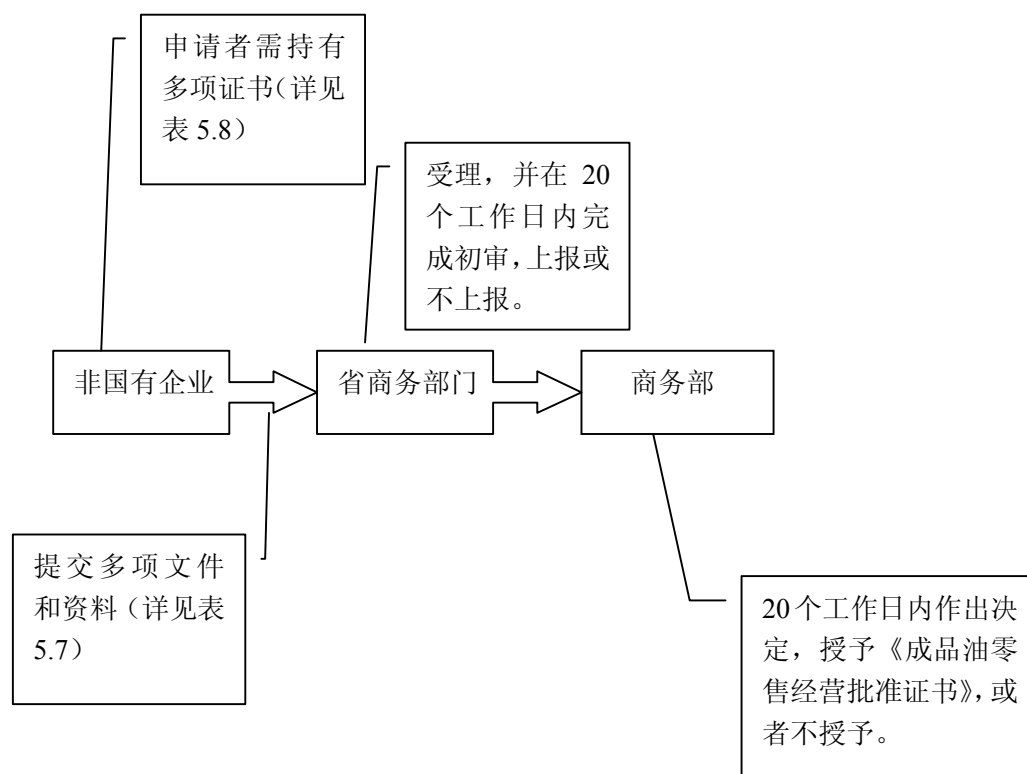 申请者需持有
多项证书（详见
表 5.8）
受理，并在 20
个工作日内完
成初审，上报或
不上报。
非国有企业
省商务部门
商务部
提交多项文件
和资料（详见表
5.7）
20 个工作日内作出决
定，授予《成品油零
售经营批准证书》，或
者不授予。